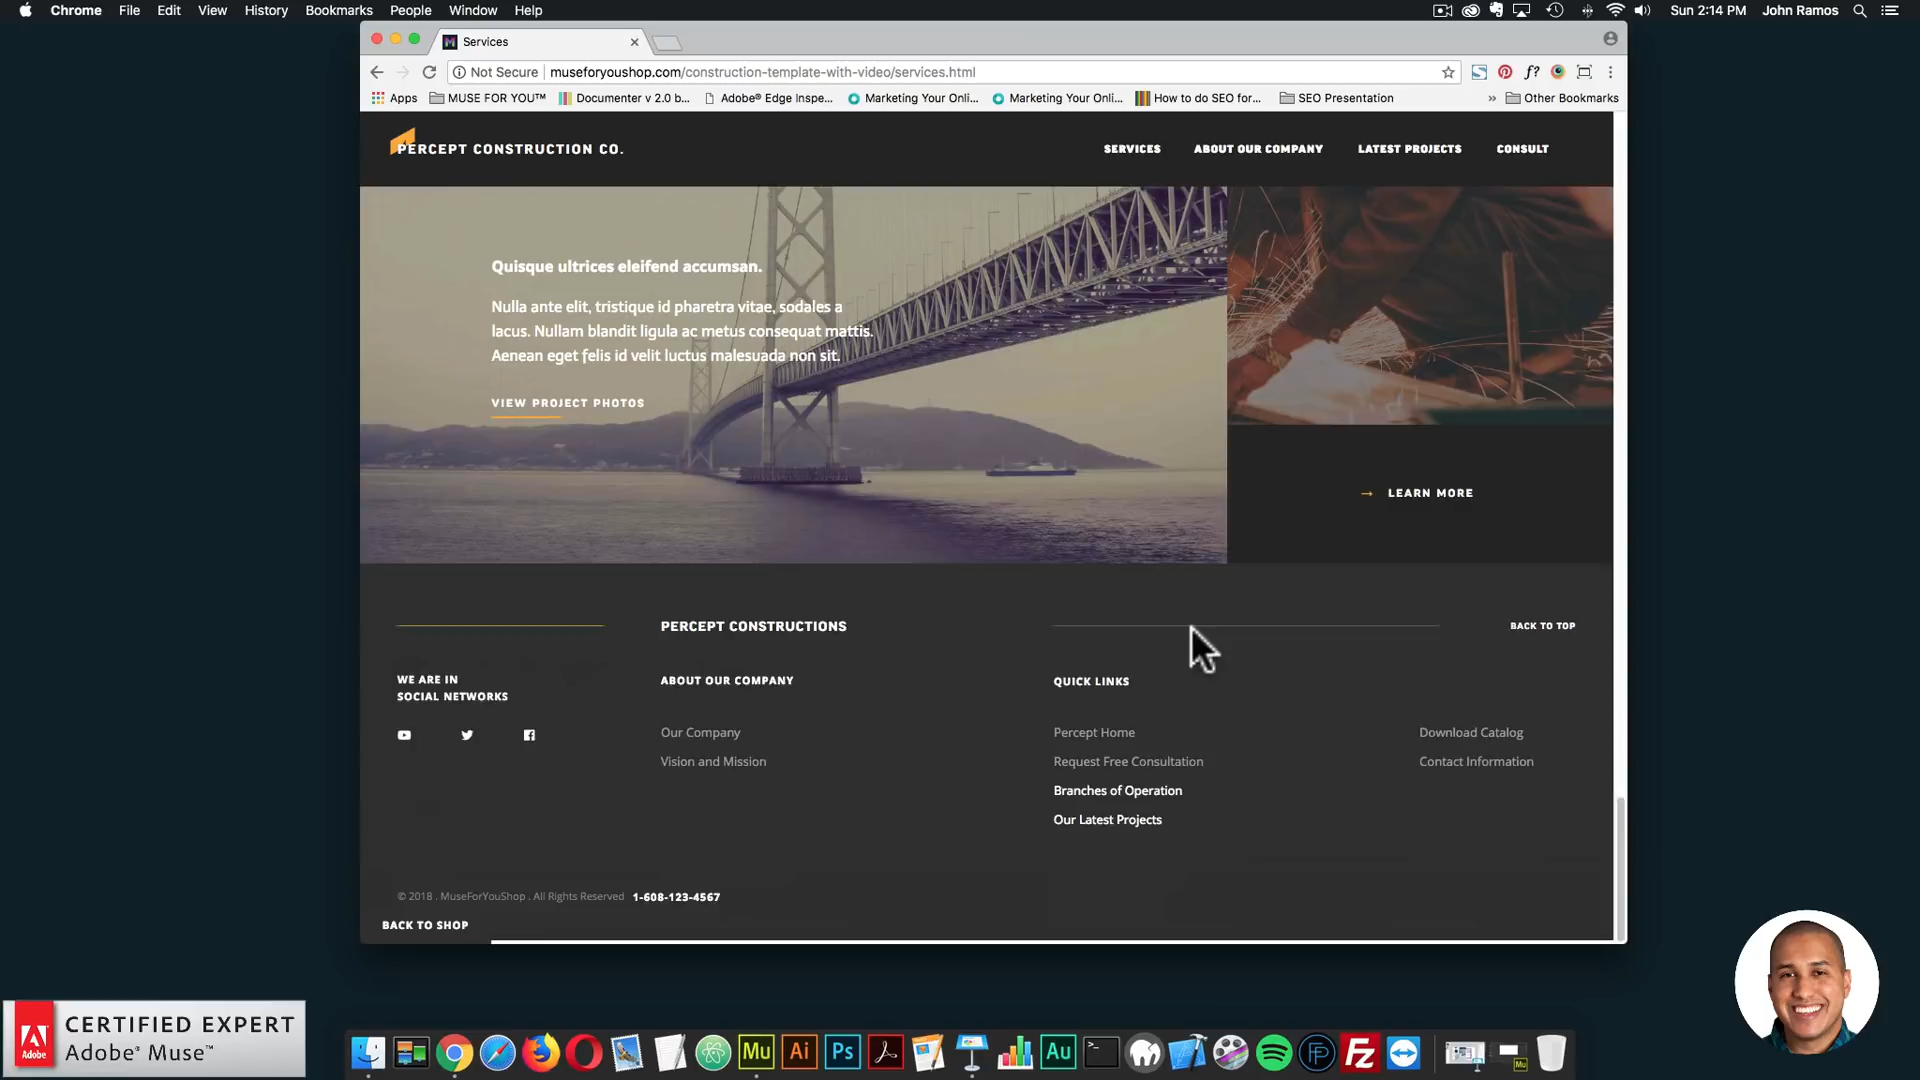 Chrome File Edit View History Bookmarks People Window Help
Sun 2:14 PM John Ramos
Services
Not Secure museforyoushop.com/construction-template-with-video/services.html
f?
Apps MUSE FOR YOU™ Documenter v 2.0 b... Adobe® Edge Inspe... Marketing Your Onli... Marketing Your Onli... How to do SEO for... SEO Presentation » Other Bookmarks
PERCEPT CONSTRUCTION CO.
SERVICES ABOUT OUR COMPANY LATEST PROJECTS CONSULT
Quisque ultrices eleifend accumsan.
Nulla ante elit, tristique id pharetra vitae, sodales a
lacus. Nullam blandit ligula ac metus consequat mattis.
Aenean eget felis id velit luctus malesuada non sit.
VIEW PROJECT PHOTOS
→ LEARN MORE
PERCEPT CONSTRUCTIONS
BACK TO TOP
WE ARE IN
SOCIAL NETWORKS
ABOUT OUR COMPANY
Our Company
Vision and Mission
QUICK LINKS
Percept Home
Request Free Consultation
Branches of Operation
Our Latest Projects
Download Catalog
Contact Information
© 2018 . MuseForYouShop . All Rights Reserved 1-608-123-4567
BACK TO SHOP
Adobe
CERTIFIED EXPERT
Adobe® Muse™
Mu Ai Ps Au FP Fz